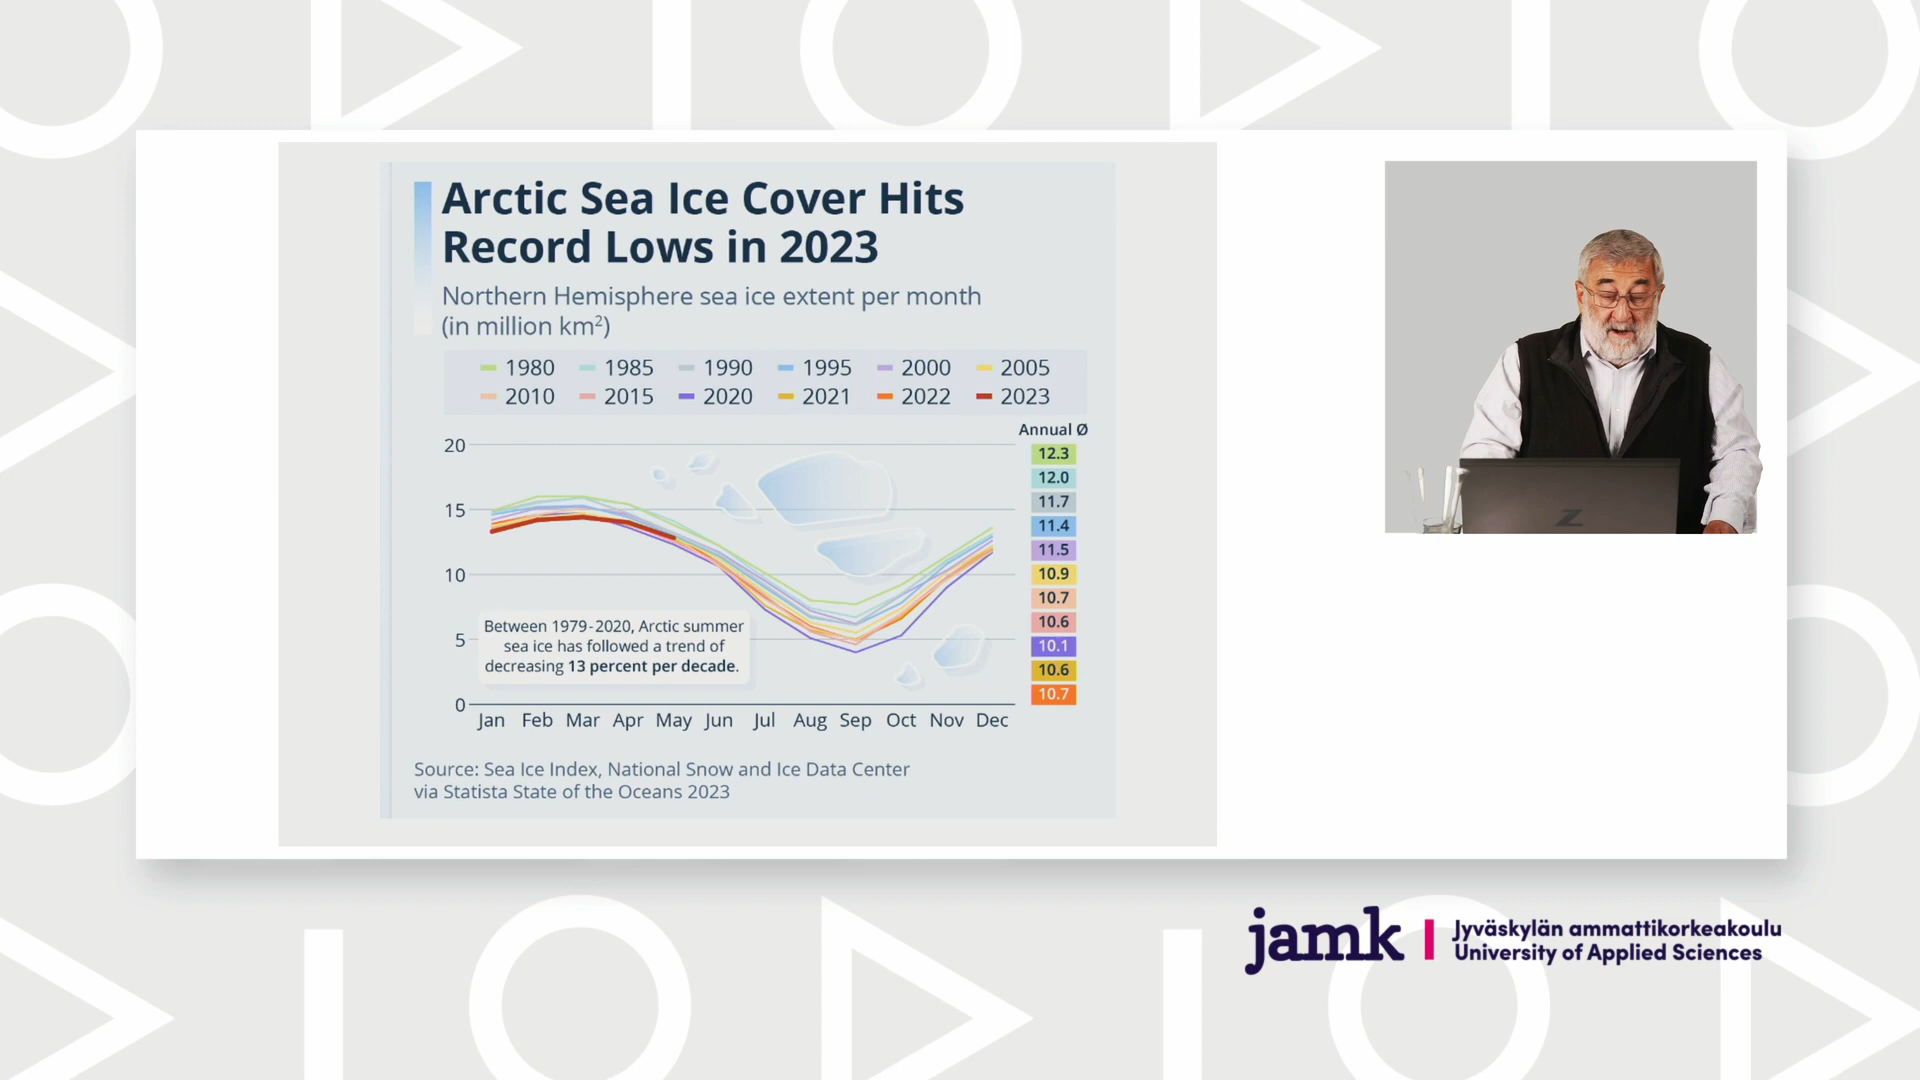 Arctic Sea Ice Cover Hits
Record Lows in 2023
Northern Hemisphere sea ice extent per month
(in million km²)
1980 1985 1990 1995 2000 2005
2010 2015 2020 2021 2022 2023
Annual Ø
20
15
10
5
0
12.3
12.0
11.7
11.4
11.5
10.9
10.7
10.6
10.1
10.6
10.7
Between 1979-2020, Arctic summer
sea ice has followed a trend of
decreasing 13 percent per decade.
Jan Feb Mar Apr May Jun Jul Aug Sep Oct Nov Dec
Source: Sea Ice Index, National Snow and Ice Data Center
via Statista State of the Oceans 2023
Z
jamk
Jyväskylän ammattikorkeakoulu
University of Applied Sciences